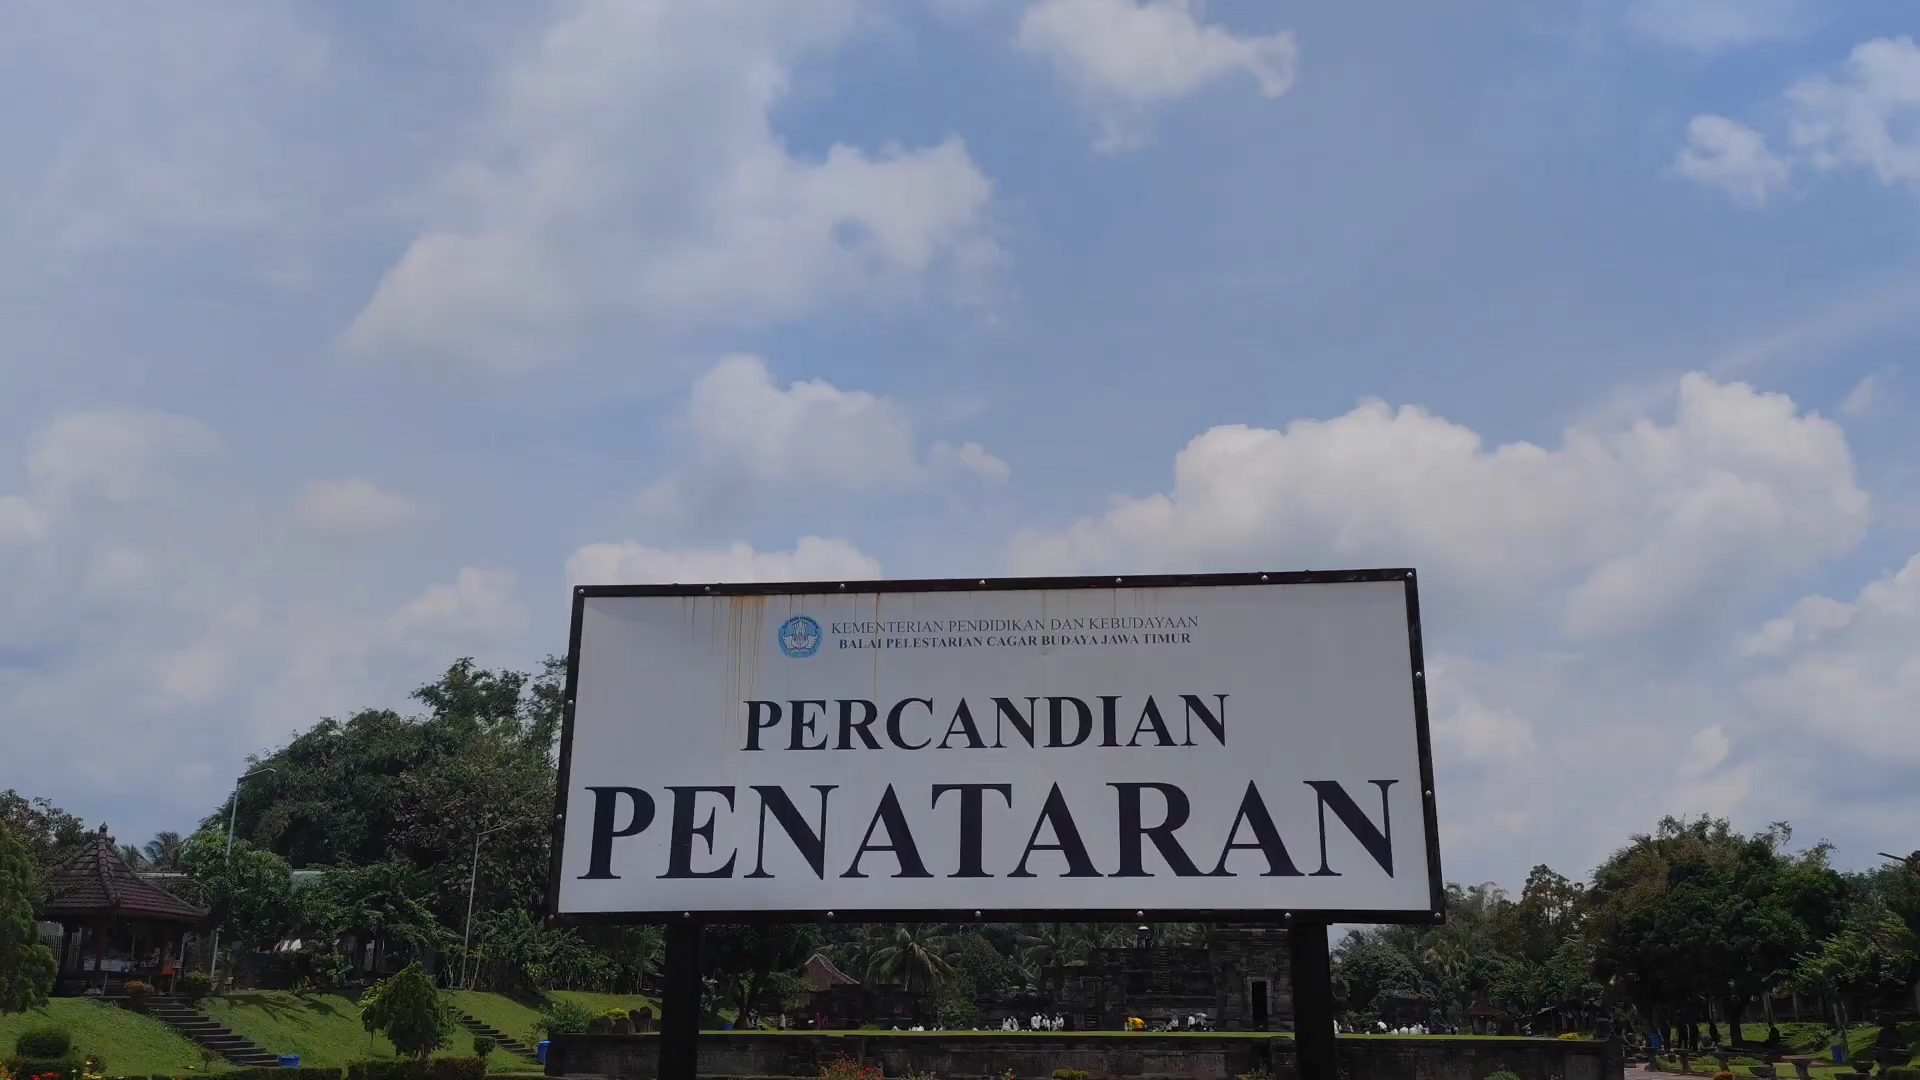 KEMENTERIAN PENDIDIKAN DAN KEBUDAYAAN
BALAI PELESTARIAN CAGAR BUDAYA JAWA TIMUR
PERCANDIAN
PENATARAN